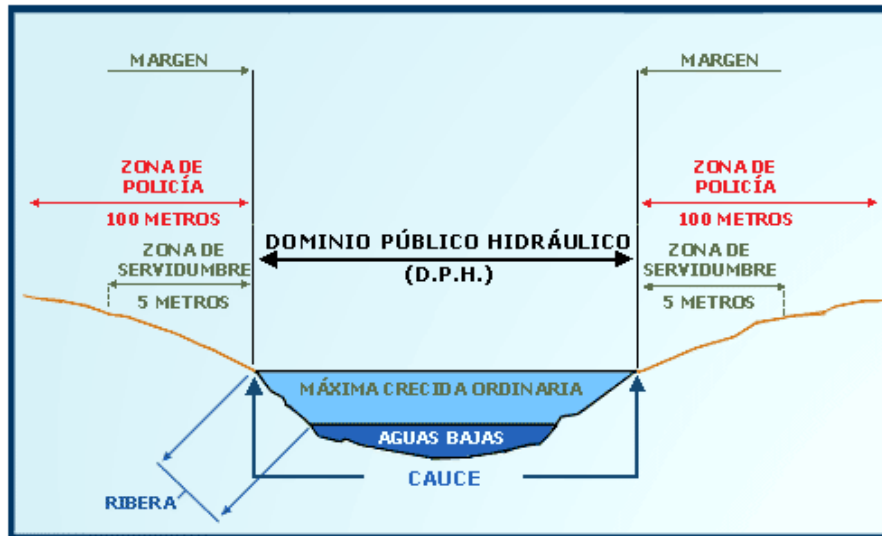 MARGEN
MARGEN
ZONA DE
POLICÍA
100 METROS
ZONA DE
POLICÍA
100 METROS
DOMINIO PÚBLICO HIDRÁULICO
(D.P.H.)
ZONA DE
SERVIDUMBRE
5 METROS
ZONA DE
SERVIDUMBRE
5 METROS
MÁXIMA CRECIDA ORDINARIA
AGUAS BAJAS
CAUCE
RIBERA